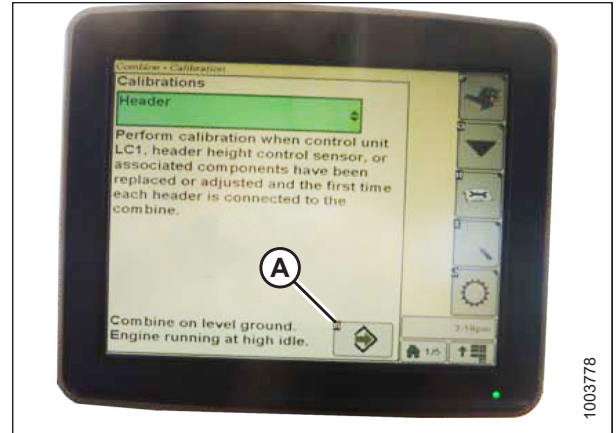 Combine - Calibration
Calibrations
Header
Perform calibration when control unit
LC1, header height control sensor, or
associated components have been
replaced or adjusted and the first time
each header is connected to the
combine.
A
Combine on level ground.
Engine running at high idle.
1/5
1003778